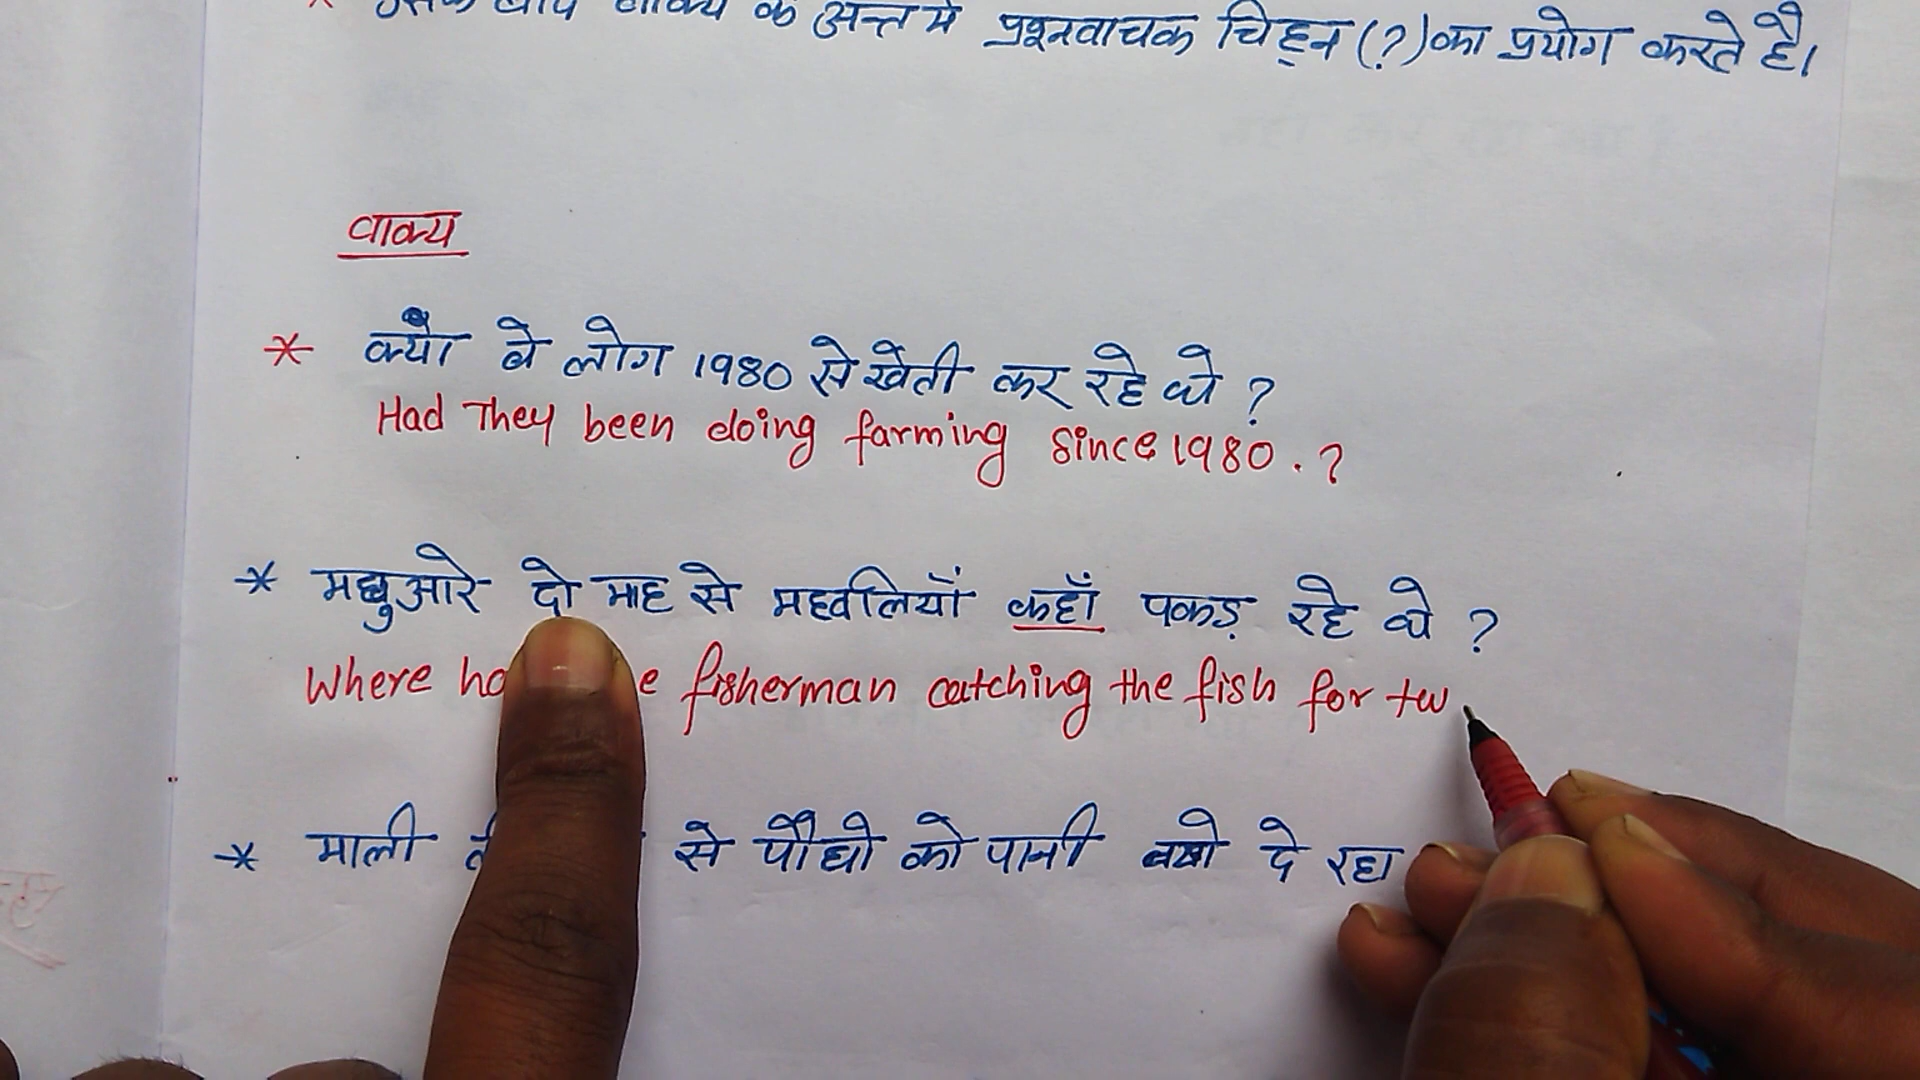 के अन्त मे प्रश्नवाचक चिह्न (?) का प्रयोग करते है।
वाक्य
* क्या वे लोग 1980 से खेती कर रहे थे ?
Had They been doing farming Since 1980 . ?
* मछुआरे दो माह से मछलियाँ कहाँ पकड़ रहे थे ?
Where fisherman catching the fish for tw
* माली से पौधो को पानी क्यो दे रहा